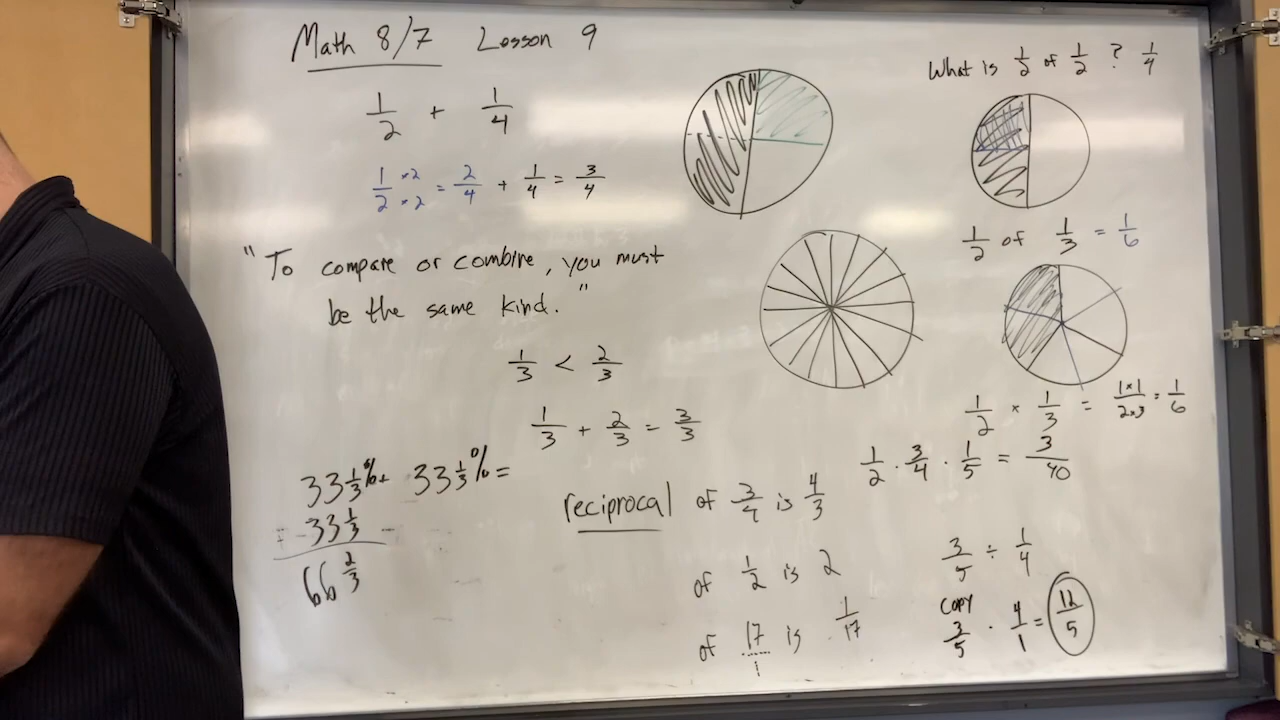 Math 8/7 Lesson 9
1/2 + 1/4
1/2 ×2 ×2 = 2/4 + 1/4 = 3/4
"To compare or combine, you must
be the same kind."
1/3 < 2/3
1/3 + 2/3 = 3/3
33 1/3 % + 33 1/3 % =
33 1/3
66 2/3
reciprocal of 3/4 is 4/3
of 1/2 is 2
of 17/1 is 1/17
What is 1/2 of 1/2 ? 1/4
1/2 of 1/3 = 1/6
1/2 × 1/3 = 1×1/2×3 = 1/6
1/2 · 3/4 · 1/5 = 3/40
3/5 ÷ 1/4
copy
3/5 · 4/1 = 12/5